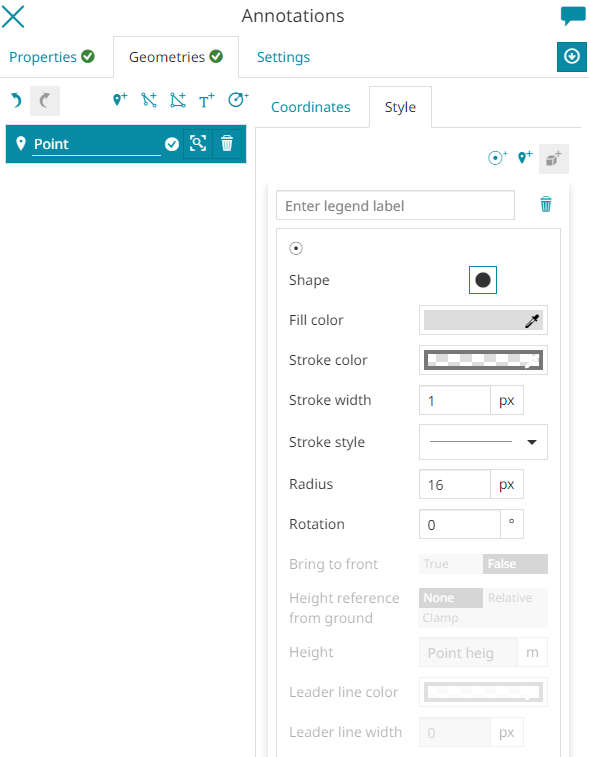 Annotations
Properties Geometries Settings
Coordinates Style
Point
Enter legend label
Shape
Fill color
Stroke color
Stroke width 1 px
Stroke style
Radius 16 px
Rotation 0 °
Bring to front True False
Height reference from ground None Relative
Clamp
Height Point heig m
Leader line color
Leader line width 0 px